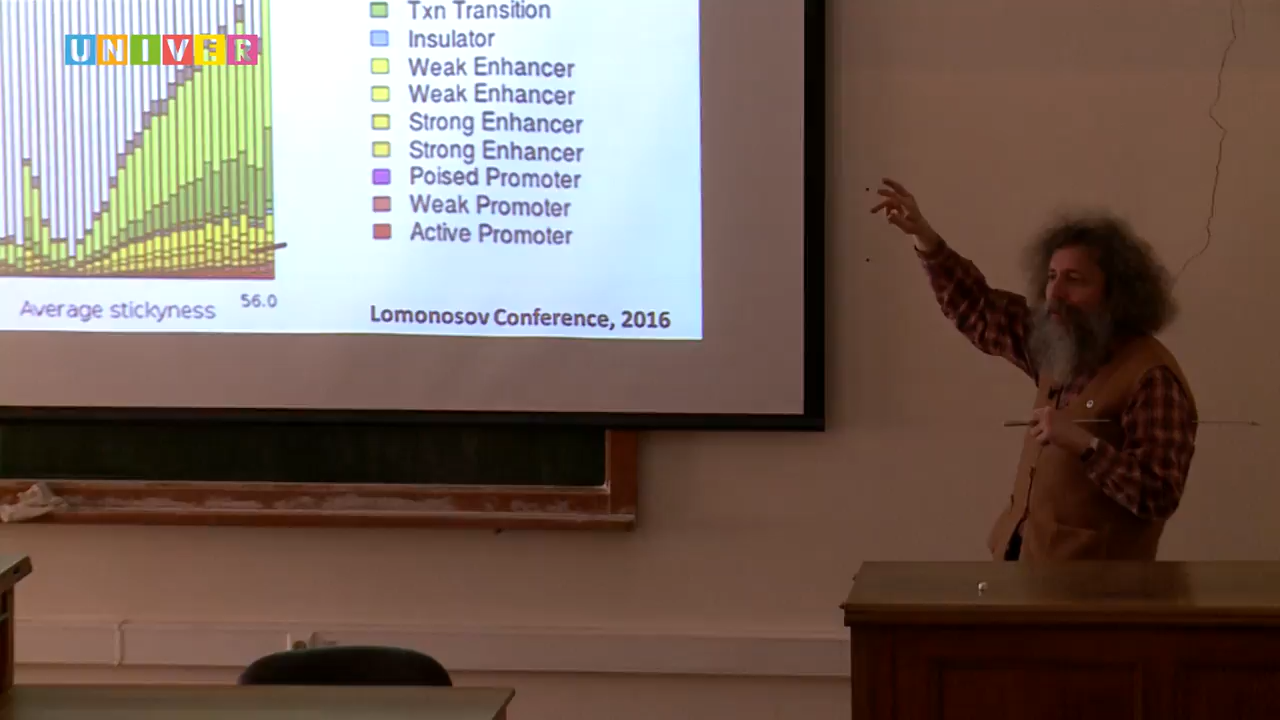 UNIVER
Txn Transition
Insulator
Weak Enhancer
Weak Enhancer
Strong Enhancer
Strong Enhancer
Poised Promoter
Weak Promoter
Active Promoter
56.0
Average stickyness
Lomonosov Conference, 2016